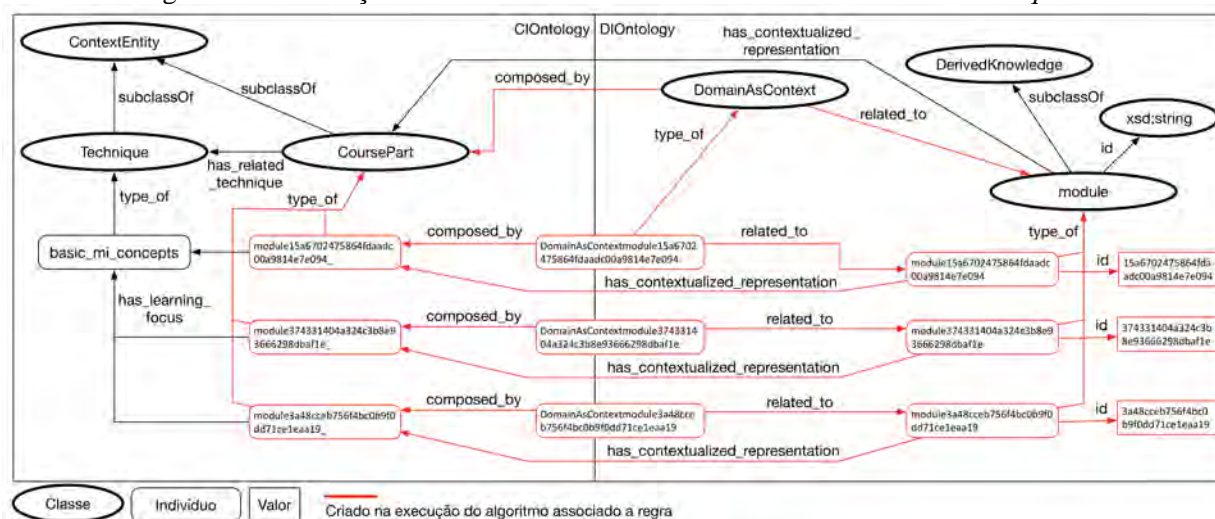 ContextEntity
CIOntology
DIOntology
has_contextualized_
representation
DerivedKnowledge
composed_by
DomainAsContext
subclassOf
subclassOf
subclassOf
type_of
related_to
xsd;string
id
Technique
has_related
_technique
CoursePart
module
type_of
type_of
type_of
basic_mi_concepts
module15a6702475864fdaadc
00a9814e7e094_
composed_by
DomainAsContextmodule15a6702
475864fdaadc00a9814e7e094
related_to
module15a6702475864fdaadc
00a9814e7e094
id
15a6702475864fda
adc00a9814e7e094
has_contextualized_representation
has_learning_
focus
module374331404a324c3b8e9
3666298dbaf1e_
composed_by
DomainAsContextmodule3743314
04a324c3b8e93666298dbaf1e
related_to
module374331404a324c3b8e9
3666298dbaf1e
id
374331404a324c3b
8e93666298dbaf1e
has_contextualized_representation
module3a48cceb756f4bc0b9f0
dd71ce1eaa19_
composed_by
DomainAsContextmodule3a48cce
b756f4bc0b9f0dd71ce1eaa19
related_to
module3a48cceb756f4bc0b9f0
dd71ce1eaa19
id
3a48cceb756f4bc0
b9f0dd71ce1eaa19
has_contextualized_representation
Classe
Indivíduo
Valor
Criado na execução do algoritmo associado a regra